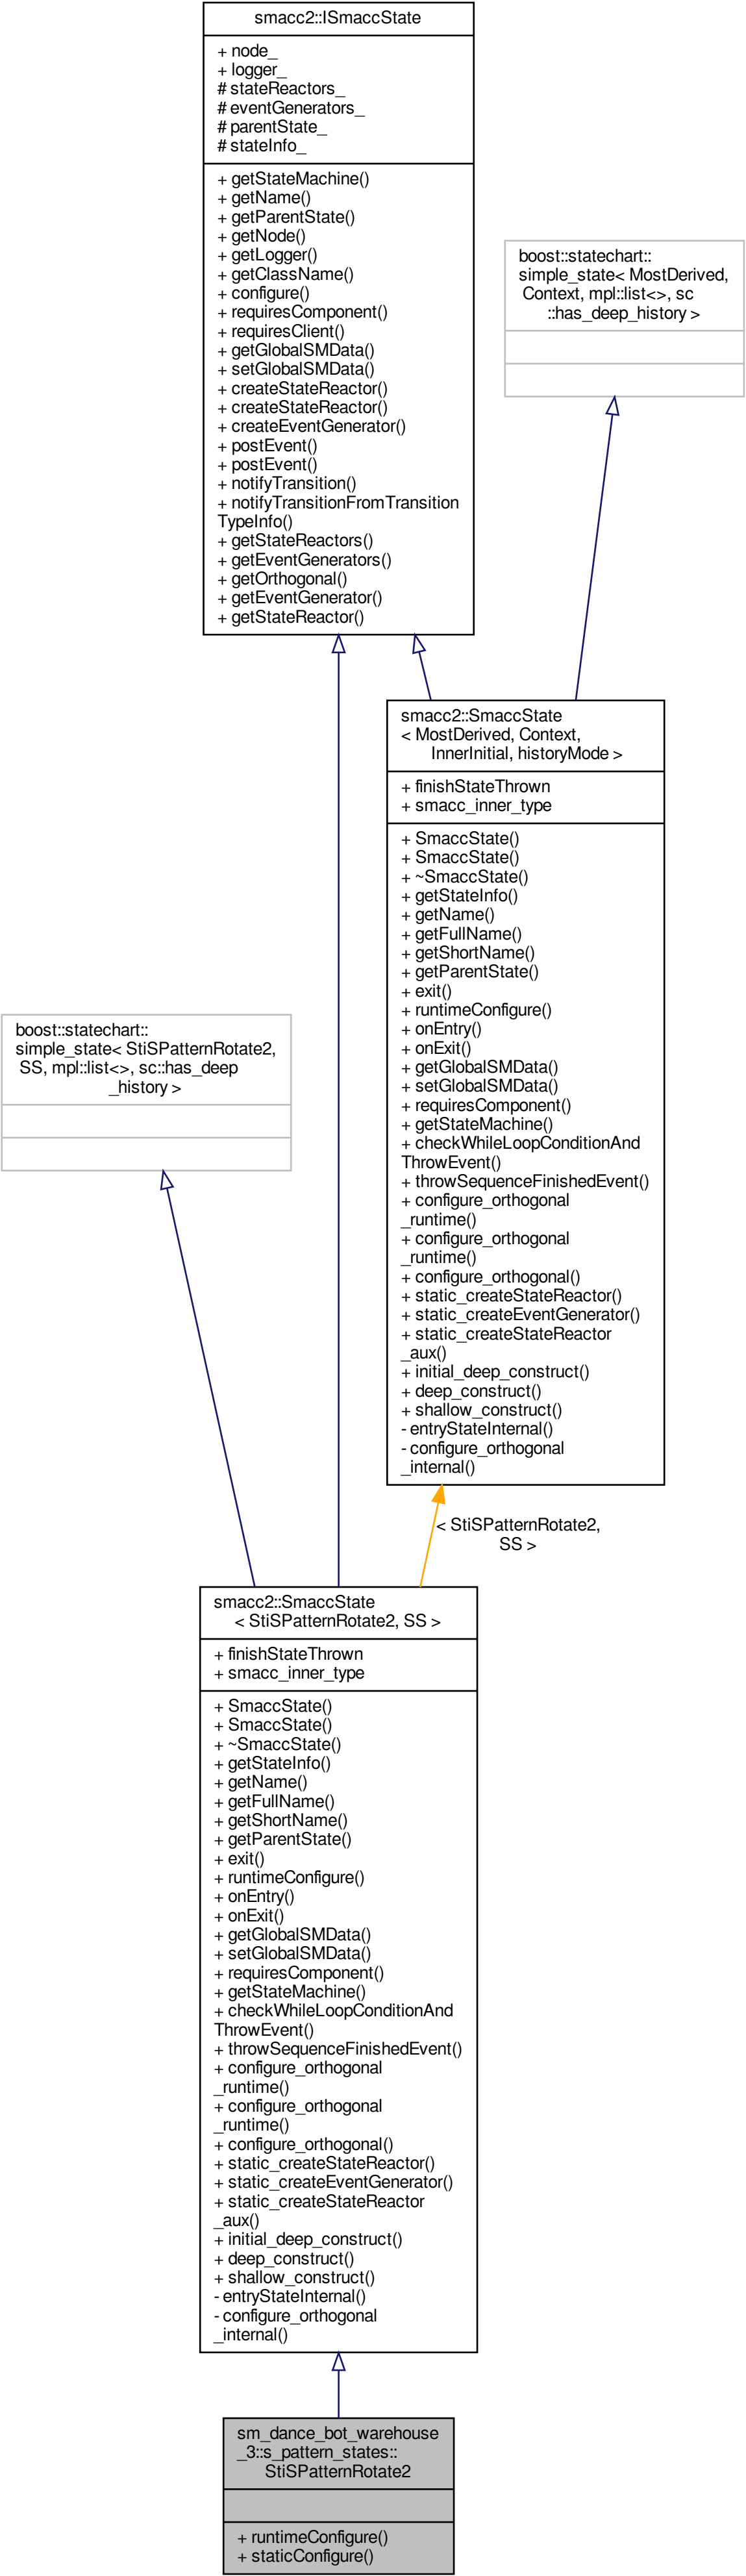 smacc2::ISmaccState
+ node_
+ logger_
# stateReactors_
# eventGenerators_
# parentState_
# stateInfo_
+ getStateMachine()
+ getName()
+ getParentState()
+ getNode()
+ getLogger()
+ getClassName()
+ configure()
+ requiresComponent()
+ requiresClient()
+ getGlobalSMData()
+ setGlobalSMData()
+ createStateReactor()
+ createStateReactor()
+ createEventGenerator()
+ postEvent()
+ postEvent()
+ notifyTransition()
+ notifyTransitionFromTransition
TypeInfo()
+ getStateReactors()
+ getEventGenerators()
+ getOrthogonal()
+ getEventGenerator()
+ getStateReactor()
boost::statechart::
simple_state< MostDerived,
Context, mpl::list<>, sc
::has_deep_history >
smacc2::SmaccState
< MostDerived, Context,
InnerInitial, historyMode >
+ finishStateThrown
+ smacc_inner_type
+ SmaccState()
+ SmaccState()
+ ~SmaccState()
+ getStateInfo()
+ getName()
+ getFullName()
+ getShortName()
+ getParentState()
+ exit()
+ runtimeConfigure()
+ onEntry()
+ onExit()
+ getGlobalSMData()
+ setGlobalSMData()
+ requiresComponent()
+ getStateMachine()
+ checkWhileLoopConditionAnd
ThrowEvent()
+ throwSequenceFinishedEvent()
+ configure_orthogonal
_runtime()
+ configure_orthogonal
_runtime()
+ configure_orthogonal()
+ static_createStateReactor()
+ static_createEventGenerator()
+ static_createStateReactor
_aux()
+ initial_deep_construct()
+ deep_construct()
+ shallow_construct()
- entryStateInternal()
- configure_orthogonal
_internal()
boost::statechart::
simple_state< StiSPatternRotate2,
SS, mpl::list<>, sc::has_deep
_history >
< StiSPatternRotate2,
SS >
smacc2::SmaccState
< StiSPatternRotate2, SS >
+ finishStateThrown
+ smacc_inner_type
+ SmaccState()
+ SmaccState()
+ ~SmaccState()
+ getStateInfo()
+ getName()
+ getFullName()
+ getShortName()
+ getParentState()
+ exit()
+ runtimeConfigure()
+ onEntry()
+ onExit()
+ getGlobalSMData()
+ setGlobalSMData()
+ requiresComponent()
+ getStateMachine()
+ checkWhileLoopConditionAnd
ThrowEvent()
+ throwSequenceFinishedEvent()
+ configure_orthogonal
_runtime()
+ configure_orthogonal
_runtime()
+ configure_orthogonal()
+ static_createStateReactor()
+ static_createEventGenerator()
+ static_createStateReactor
_aux()
+ initial_deep_construct()
+ deep_construct()
+ shallow_construct()
- entryStateInternal()
- configure_orthogonal
_internal()
sm_dance_bot_warehouse
_3::s_pattern_states::
StiSPatternRotate2
+ runtimeConfigure()
+ staticConfigure()